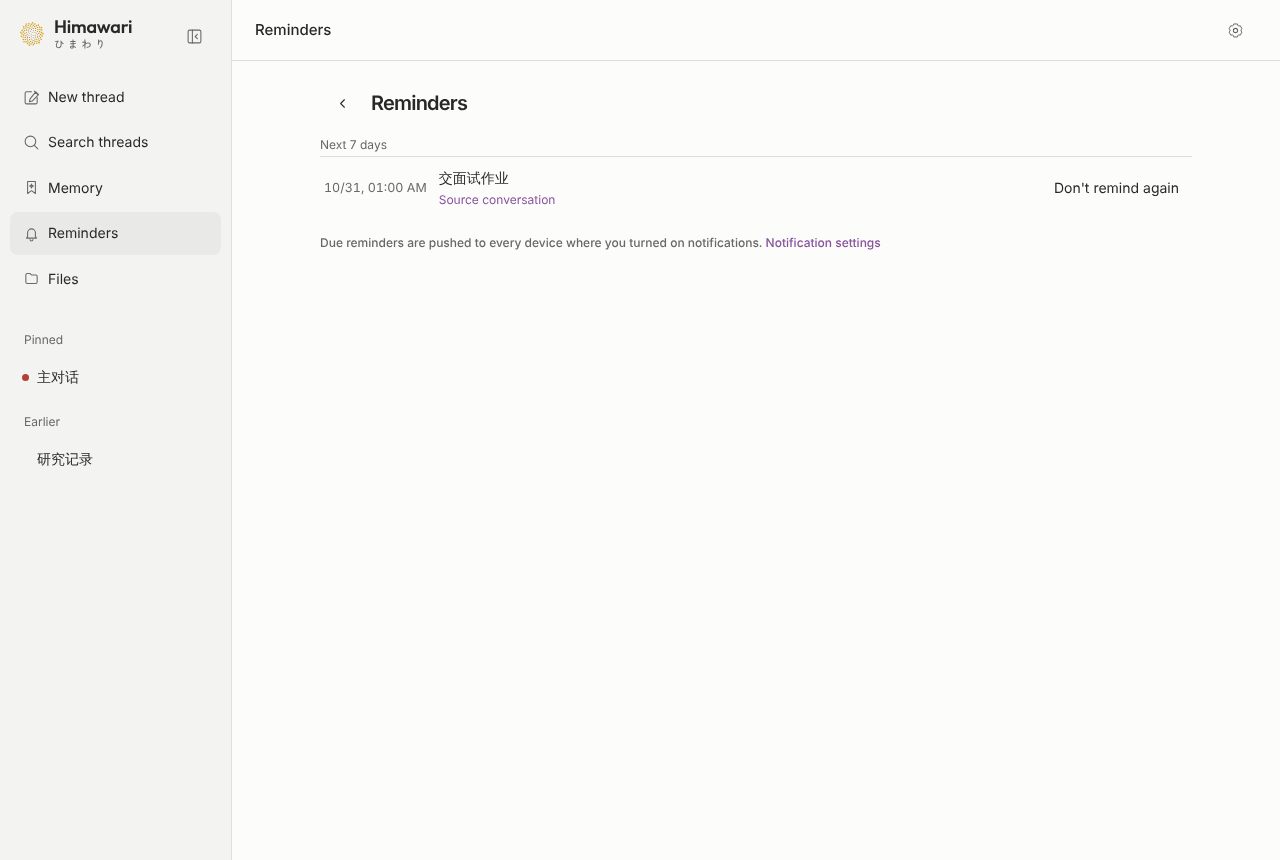 Himawari
ひまわり
New thread
Search threads
Memory
Reminders
Files
Pinned
主对话
Earlier
研究记录
Reminders
Reminders
Next 7 days
10/31, 01:00 AM
交面试作业
Source conversation
Don't remind again
Due reminders are pushed to every device where you turned on notifications. Notification settings